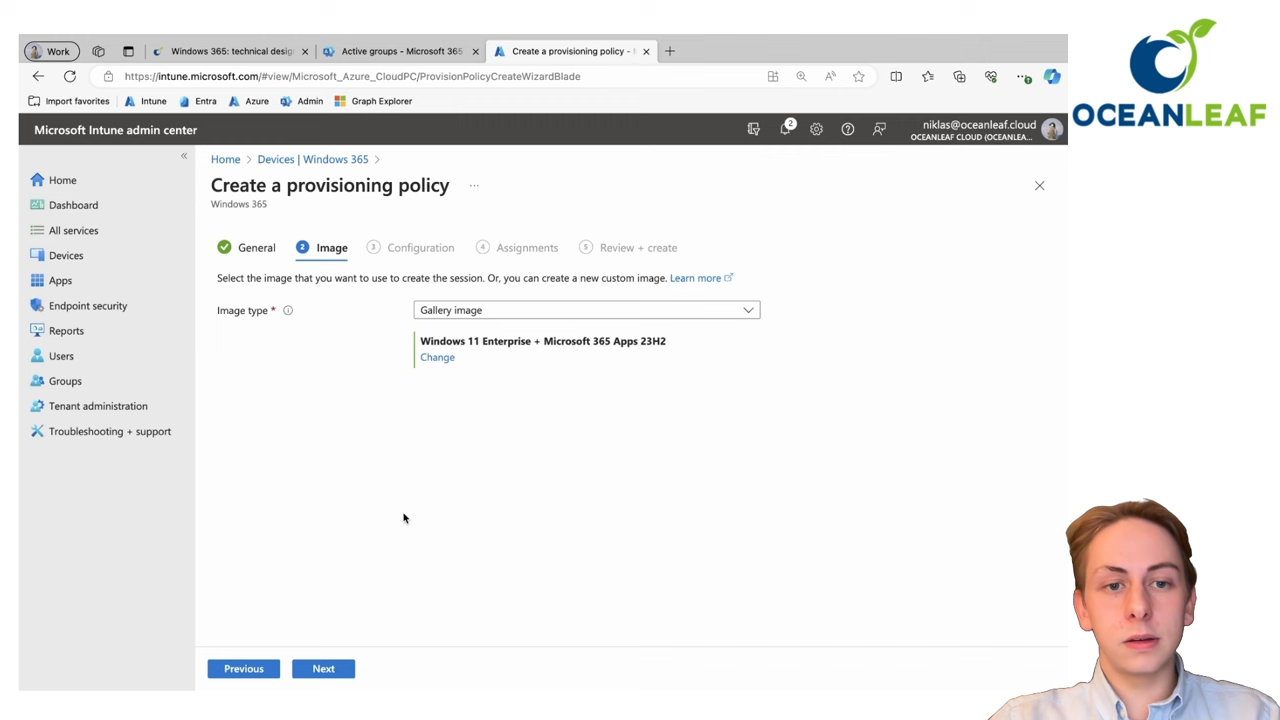 Work
Windows 365: technical desig
Active groups - Microsoft 365
Create a provisioning policy -
https://intune.microsoft.com/#view/Microsoft_Azure_CloudPC/ProvisionPolicyCreateWizardBlade
Import favorites
Intune
Entra
Azure
Admin
Graph Explorer
OCEANLEAF
Microsoft Intune admin center
2
niklas@oceanleaf.cloud
OCEANLEAF CLOUD (OCEANLEA...
Home
Dashboard
All services
Devices
Apps
Endpoint security
Reports
Users
Groups
Tenant administration
Troubleshooting + support
Home > Devices | Windows 365 >
Create a provisioning policy ...
Windows 365
General
2 Image
3 Configuration
4 Assignments
5 Review + create
Select the image that you want to use to create the session. Or, you can create a new custom image. Learn more
Image type *
Gallery image
Windows 11 Enterprise + Microsoft 365 Apps 23H2
Change
Previous
Next